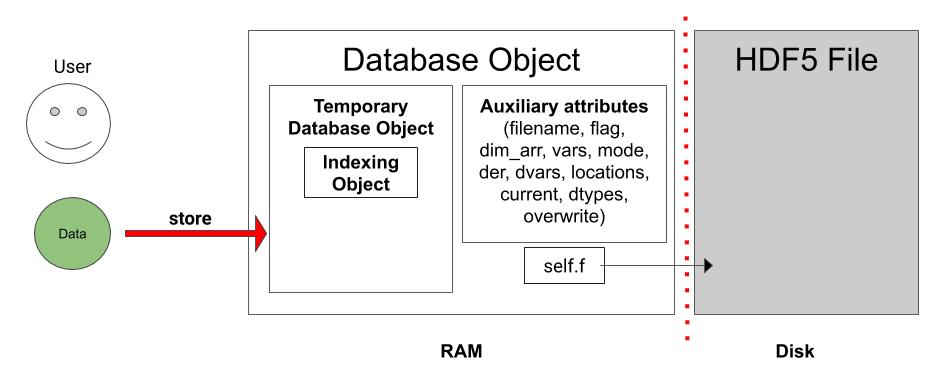 User
Data
store
Database Object
Temporary
Database Object
Indexing
Object
Auxiliary attributes
(filename, flag,
dim_arr, vars, mode,
der, dvars, locations,
current, dtypes,
overwrite)
self.f
HDF5 File
RAM
Disk